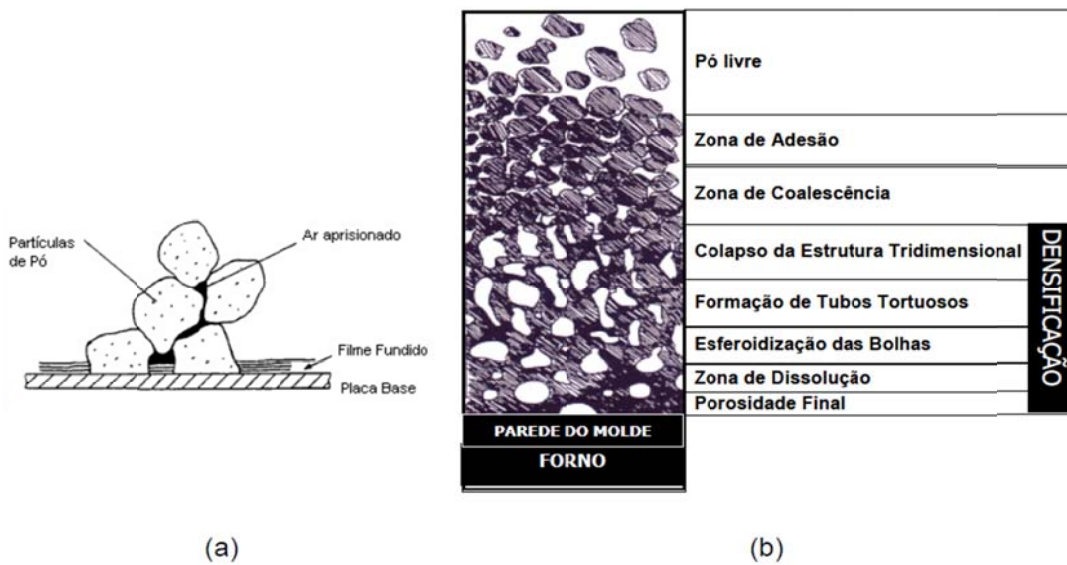 Partículas
de Pó
Ar aprisionado
Filme Fundido
Placa Base
(a)
Pó livre
Zona de Adesão
Zona de Coalescência
Colapso da Estrutura Tridimensional
Formação de Tubos Tortuosos
Esferoidização das Bolhas
Zona de Dissolução
Porosidade Final
DENSIFICAÇÃO
PAREDE DO MOLDE
FORNO
(b)